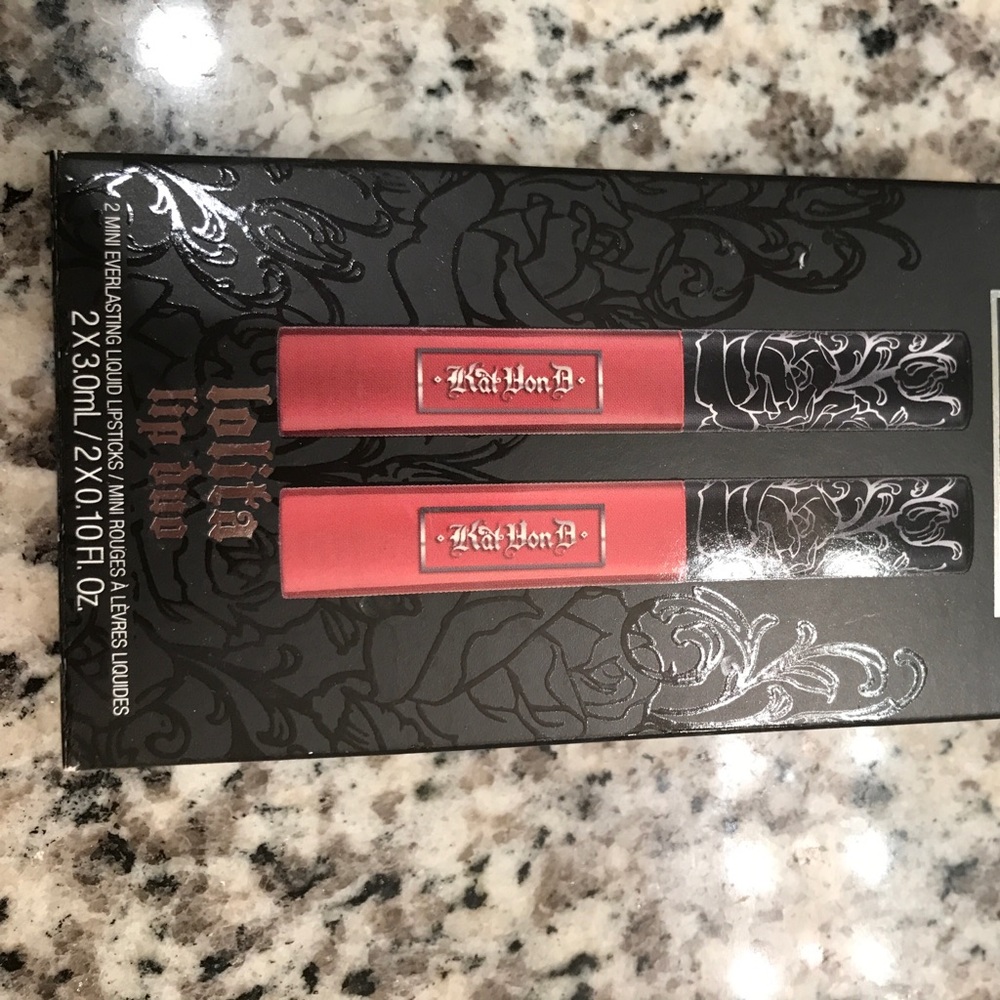 Kat Von D
Kat Von D
lolita
lip duo
2 MINI EVERLASTING LIQUID LIPSTICKS / MINI ROUGES À LÈVRES LIQUIDES
2 X 3.0mL / 2 X 0.10 Fl. Oz.